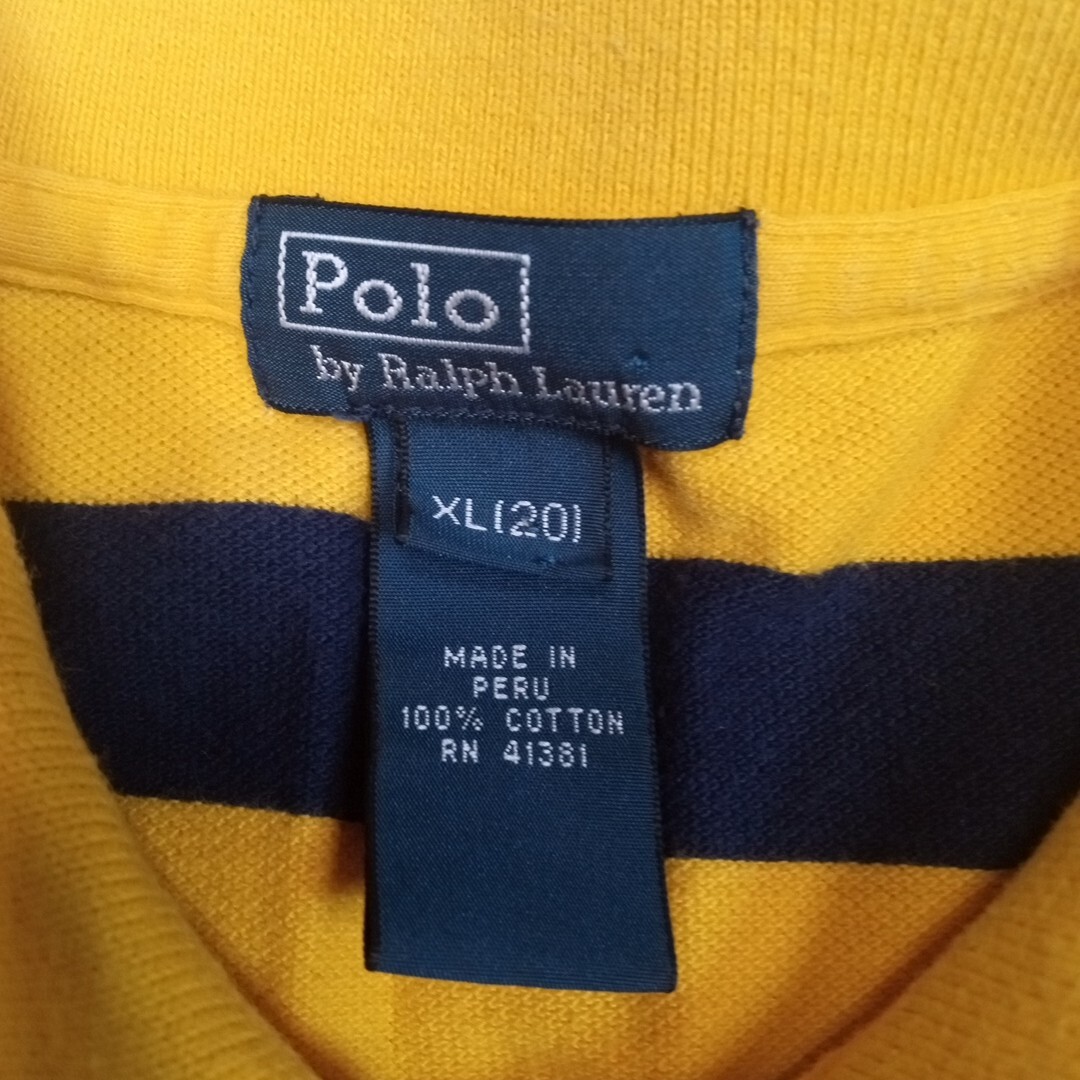 Polo
by Ralph Lauren
XL(20)
MADE IN
PERU
100% COTTON
RN 41381